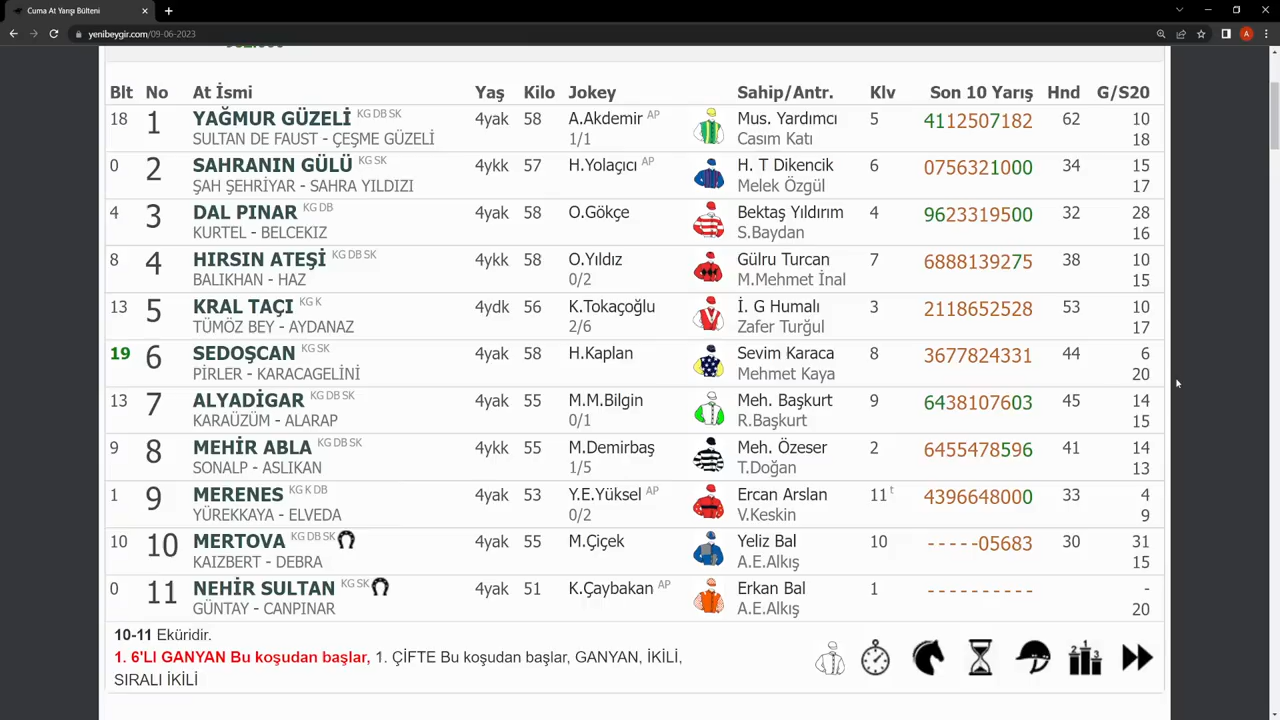 Cuma At Yarışı Bülteni
yenibeygir.com/09-06-2023
A
Blt No At İsmi Yaş Kilo Jokey Sahip/Antr. Klv Son 10 Yarış Hnd G/S20
18 1 YAĞMUR GÜZELİ KG DB SK 4yak 58 A.Akdemir AP Mus. Yardımcı 5 4112507182 62 10
SULTAN DE FAUST - ÇEŞME GÜZELİ 1/1 Casım Katı 18
0 2 SAHRANIN GÜLÜ KG SK 4ykk 57 H.Yolaçıcı AP H. T Dikencik 6 0756321000 34 15
ŞAH ŞEHRİYAR - SAHRA YILDIZI Melek Özgül 17
4 3 DAL PINAR KG DB 4yak 58 O.Gökçe Bektaş Yıldırım 4 9623319500 32 28
KURTEL - BELCEKIZ S.Baydan 16
8 4 HIRSIN ATEŞİ KG DB SK 4ykk 58 O.Yıldız Gülru Turcan 7 6888139275 38 10
BALIKHAN - HAZ 0/2 M.Mehmet İnal 15
13 5 KRAL TAÇI KG K 4ydk 56 K.Tokaçoğlu İ. G Humalı 3 2118652528 53 10
TÜMÖZ BEY - AYDANAZ 2/6 Zafer Turğul 17
19 6 SEDOŞCAN KG SK 4yak 58 H.Kaplan Sevim Karaca 8 3677824331 44 6
PİRLER - KARACAGELİNİ Mehmet Kaya 20
13 7 ALYADİGAR KG DB SK 4yak 55 M.M.Bilgin Meh. Başkurt 9 6438107603 45 14
KARAÜZÜM - ALARAP 0/1 R.Başkurt 15
9 8 MEHİR ABLA KG DB SK 4ykk 55 M.Demirbaş Meh. Özeser 2 6455478596 41 14
SONALP - ASLIKAN 1/5 T.Doğan 13
1 9 MERENES KG K DB 4yak 53 Y.E.Yüksel AP Ercan Arslan 11 t 4396648000 33 4
YÜREKKAYA - ELVEDA 0/2 V.Keskin 9
10 10 MERTOVA KG DB SK 4yak 55 M.Çiçek Yeliz Bal 10 -----05683 30 31
KAIZBERT - DEBRA A.E.Alkış 15
0 11 NEHİR SULTAN KG SK 4yak 51 K.Çaybakan AP Erkan Bal 1 ---------- -
GÜNTAY - CANPINAR A.E.Alkış 20
10-11 Eküridir.
1. 6'LI GANYAN Bu koşudan başlar, 1. ÇİFTE Bu koşudan başlar, GANYAN, İKİLİ,
SIRALI İKİLİ